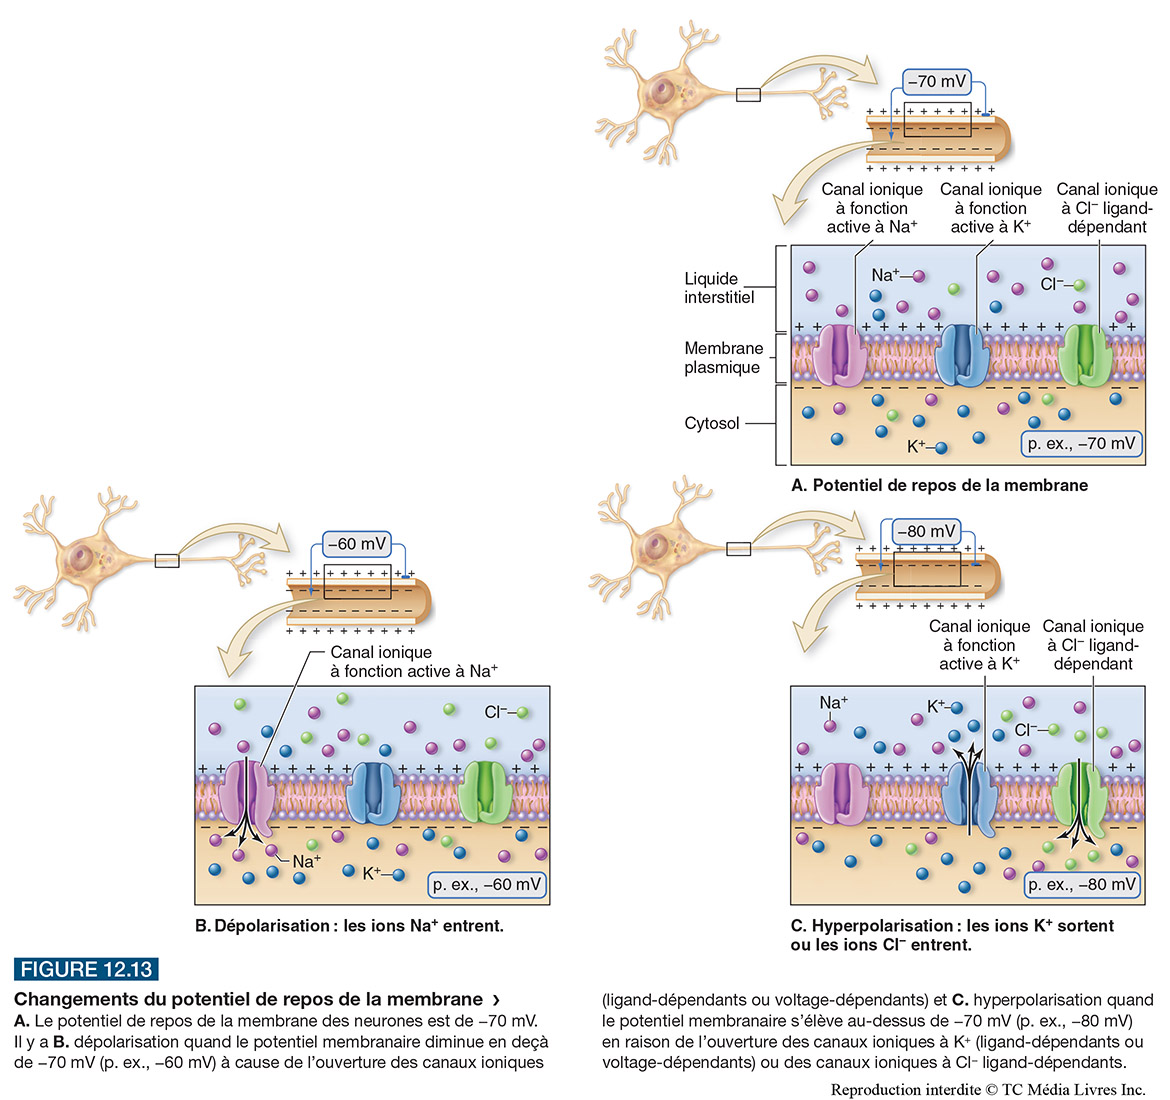 −70 mV
+ + + + + + + + + +
− − − − − − − − −
− − − − − − − − −
+ + + + + + + + + +
Canal ionique
à fonction
active à Na⁺
Canal ionique
à fonction
active à K⁺
Canal ionique
à Cl⁻ ligand-
dépendant
Liquide
interstitiel
Na⁺
Cl⁻
Membrane
plasmique
Cytosol
K⁺
p. ex., −70 mV
A. Potentiel de repos de la membrane
−60 mV
Canal ionique
à fonction active à Na⁺
Cl⁻
Na⁺
K⁺
p. ex., −60 mV
B. Dépolarisation : les ions Na⁺ entrent.
−80 mV
Canal ionique
à fonction
active à K⁺
Canal ionique
à Cl⁻ ligand-
dépendant
Na⁺
K⁺
Cl⁻
p. ex., −80 mV
C. Hyperpolarisation : les ions K⁺ sortent
ou les ions Cl⁻ entrent.
FIGURE 12.13
Changements du potentiel de repos de la membrane ›
A. Le potentiel de repos de la membrane des neurones est de −70 mV.
Il y a B. dépolarisation quand le potentiel membranaire diminue en deçà
de −70 mV (p. ex., −60 mV) à cause de l’ouverture des canaux ioniques
(ligand-dépendants ou voltage-dépendants) et C. hyperpolarisation quand
le potentiel membranaire s’élève au-dessus de −70 mV (p. ex., −80 mV)
en raison de l’ouverture des canaux ioniques à K⁺ (ligand-dépendants ou
voltage-dépendants) ou des canaux ioniques à Cl⁻ ligand-dépendants.
Reproduction interdite © TC Média Livres Inc.